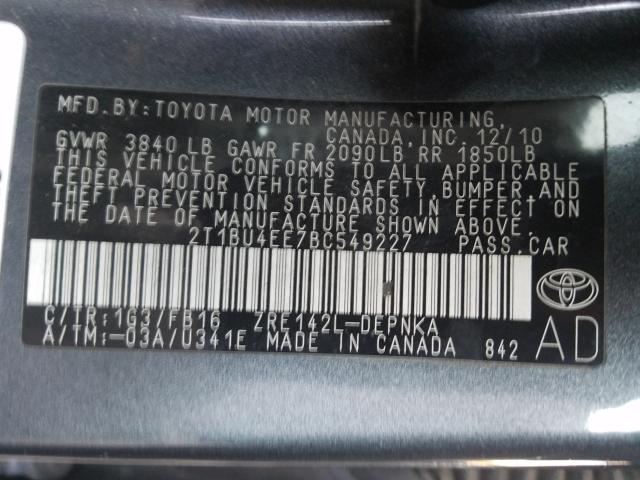 MFD.BY:TOYOTA MOTOR MANUFACTURING,
CANADA, INC. 12/10
GVWR 3840 LB GAWR FR 2090LB RR 1850LB
THIS VEHICLE CONFORMS TO ALL APPLICABLE
FEDERAL MOTOR VEHICLE SAFETY, BUMPER AND
THEFT PREVENTION STANDARDS IN EFFECT ON
THE DATE OF MANUFACTURE SHOWN ABOVE.
2T1BU4EE7BC549227 PASS.CAR
C/TR:1G3/FB16 ZRE142L-DEPNKA
A/TM:-03A/U341E MADE IN CANADA 842
AD